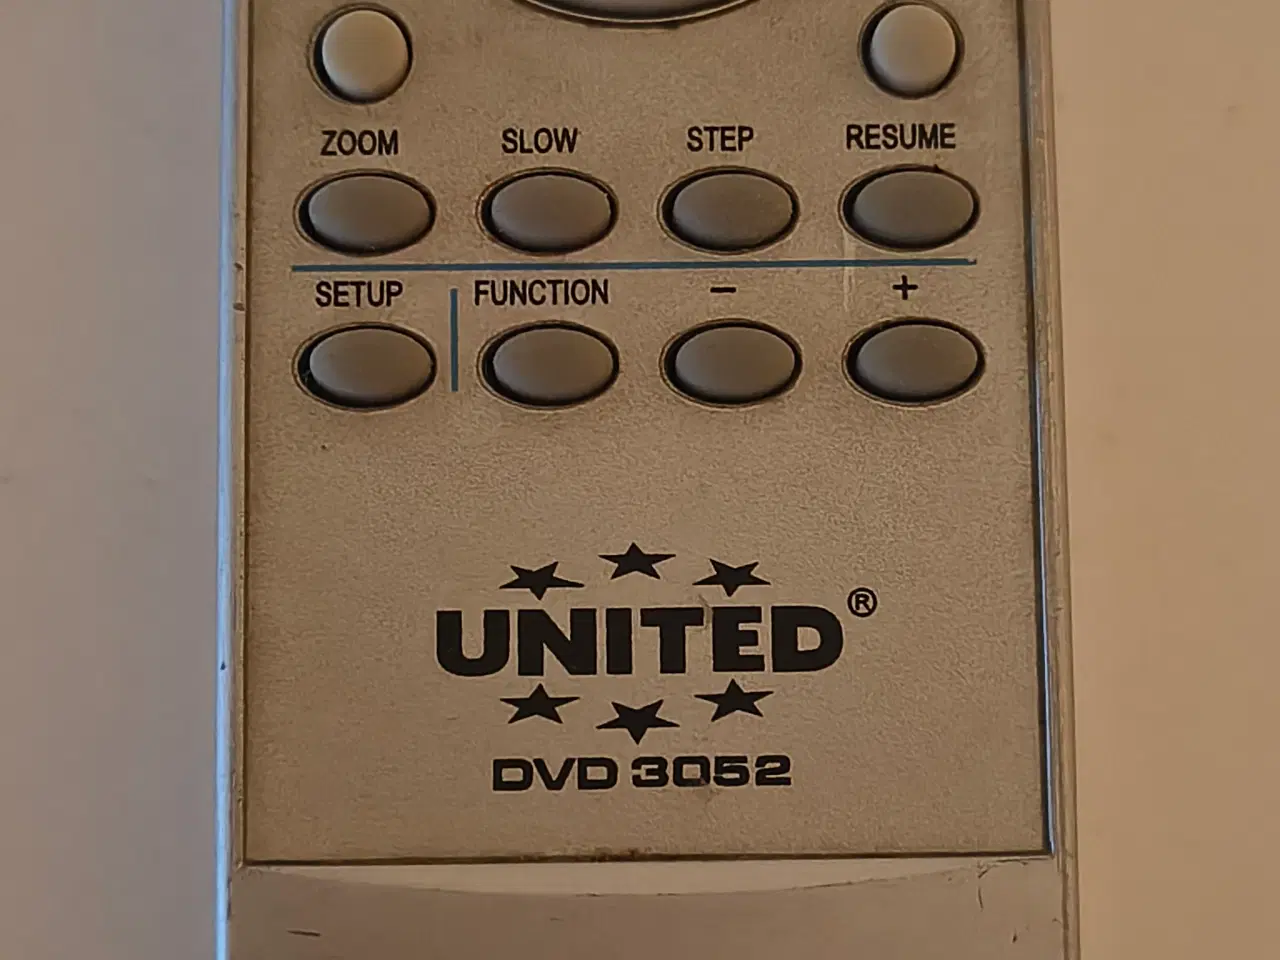 ZOOM SLOW STEP RESUME
SETUP FUNCTION − +
UNITED®
DVD 3052